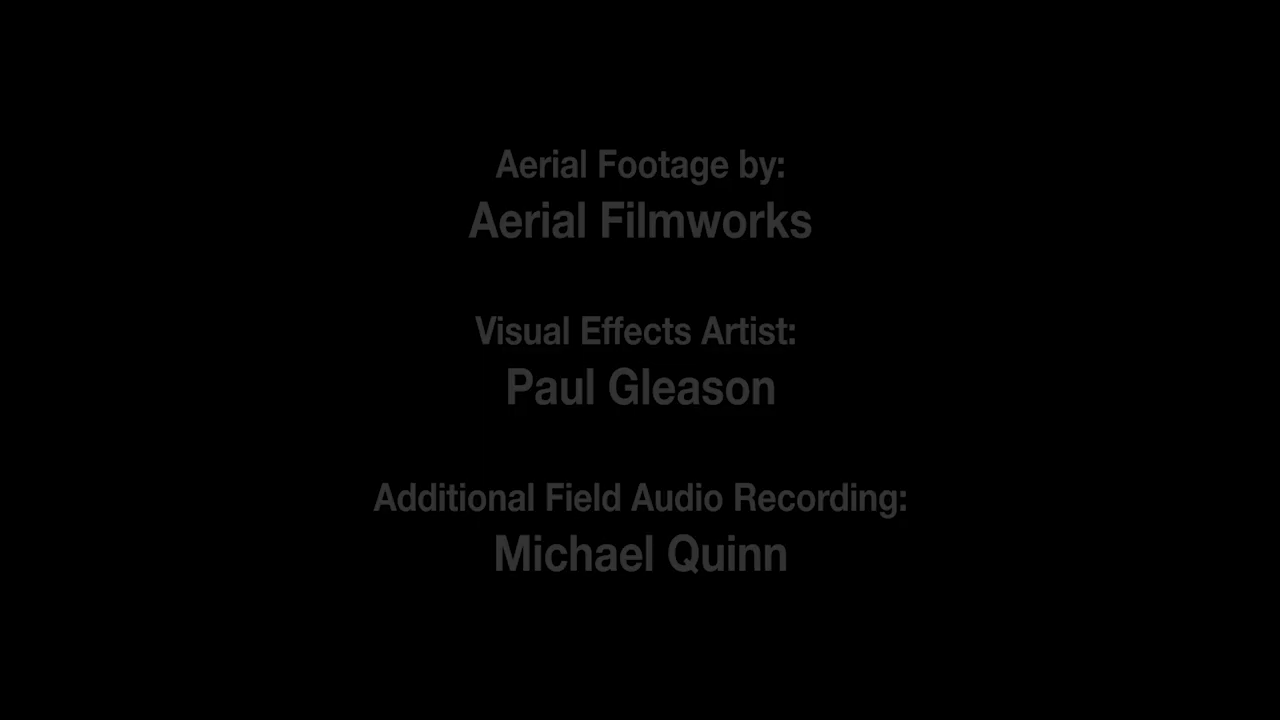 Aerial Footage by:
Aerial Filmworks
Visual Effects Artist:
Paul Gleason
Additional Field Audio Recording:
Michael Quinn